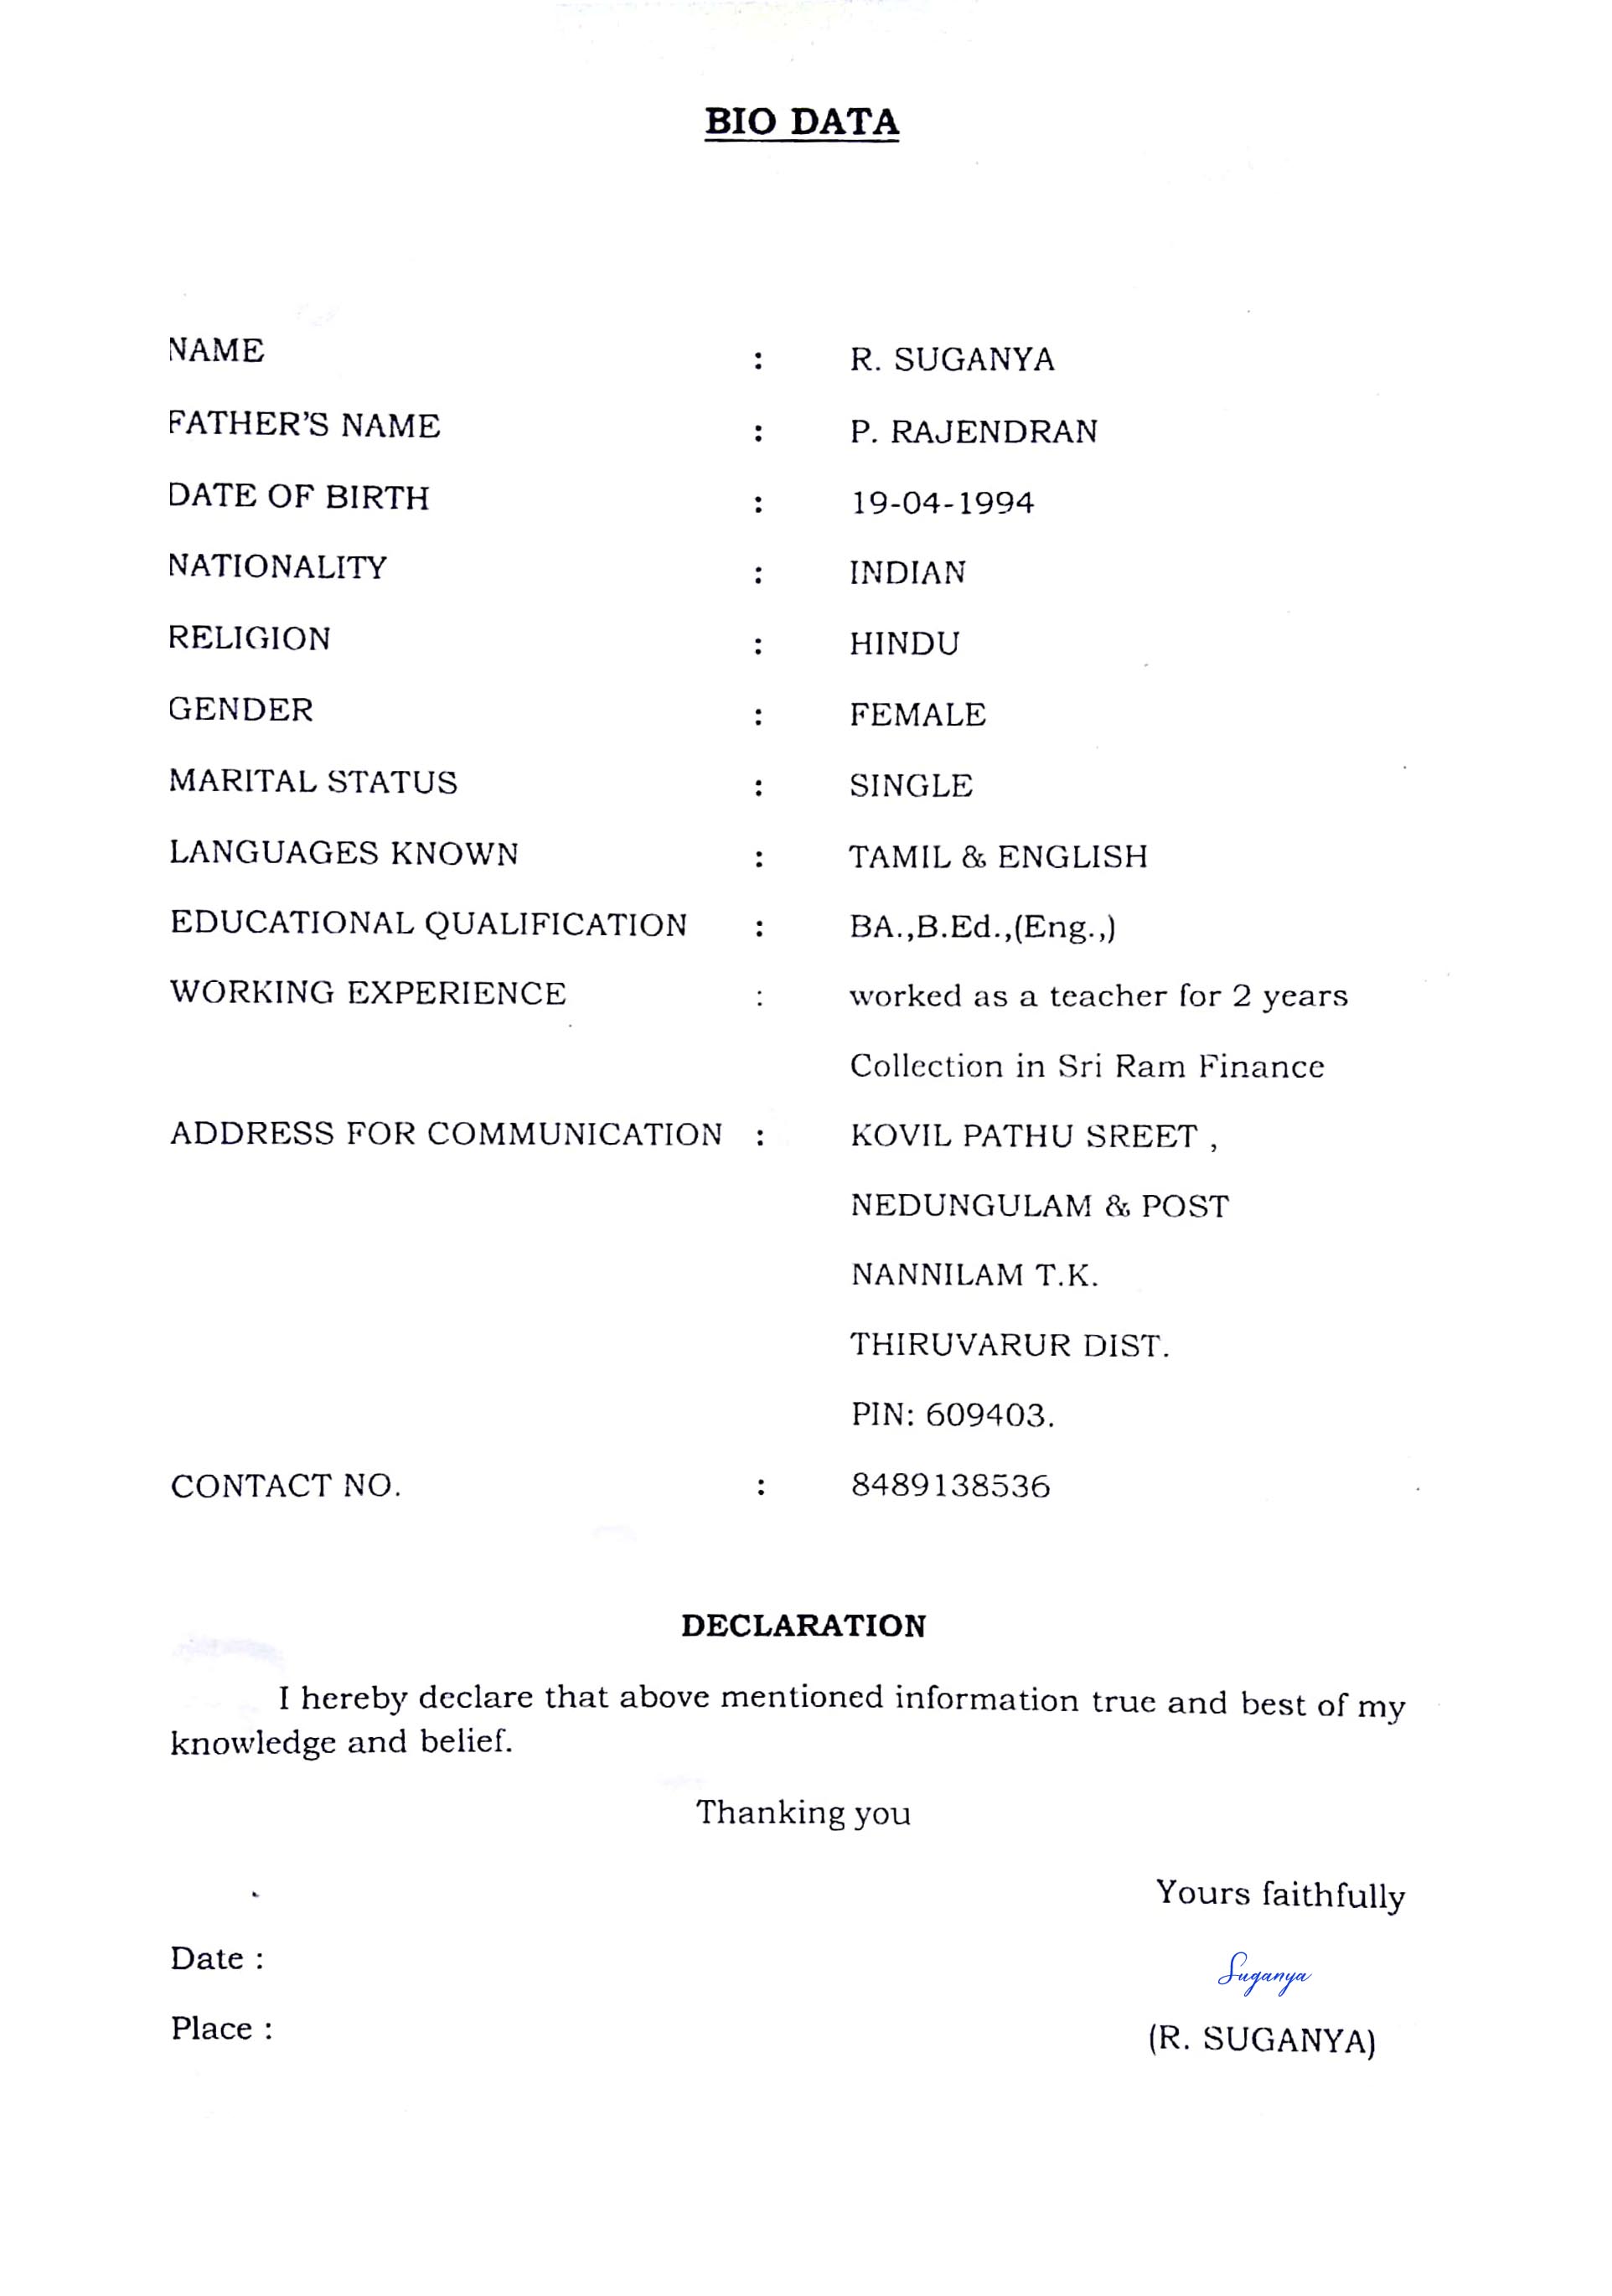 BIO DATA
NAME : R. SUGANYA
FATHER'S NAME : P. RAJENDRAN
DATE OF BIRTH : 19-04-1994
NATIONALITY : INDIAN
RELIGION : HINDU
GENDER : FEMALE
MARITAL STATUS : SINGLE
LANGUAGES KNOWN : TAMIL & ENGLISH
EDUCATIONAL QUALIFICATION : BA.,B.Ed.,(Eng.,)
WORKING EXPERIENCE : worked as a teacher for 2 years
Collection in Sri Ram Finance
ADDRESS FOR COMMUNICATION : KOVIL PATHU SREET ,
NEDUNGULAM & POST
NANNILAM T.K.
THIRUVARUR DIST.
PIN: 609403.
CONTACT NO. : 8489138536
DECLARATION
I hereby declare that above mentioned information true and best of my
knowledge and belief.
Thanking you
Yours faithfully
Date :
Suganya
Place :
(R. SUGANYA)